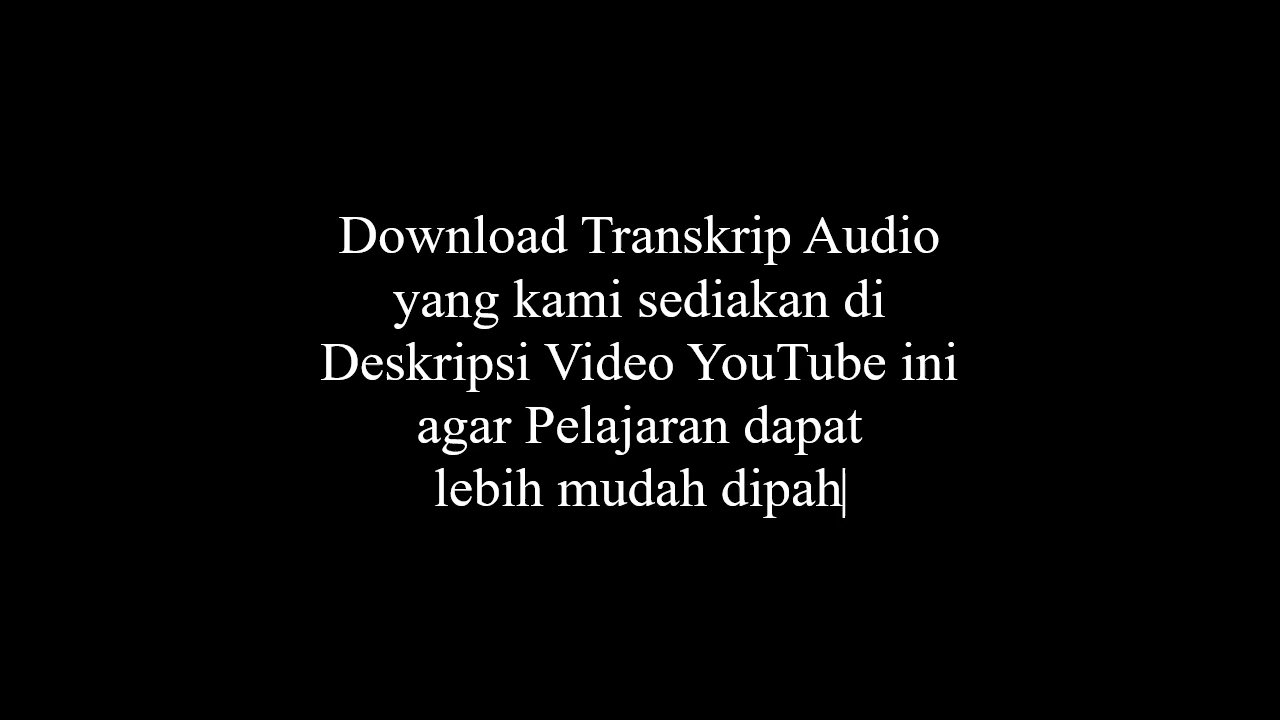 Download Transkrip Audio
yang kami sediakan di
Deskripsi Video YouTube ini
agar Pelajaran dapat
lebih mudah dipah